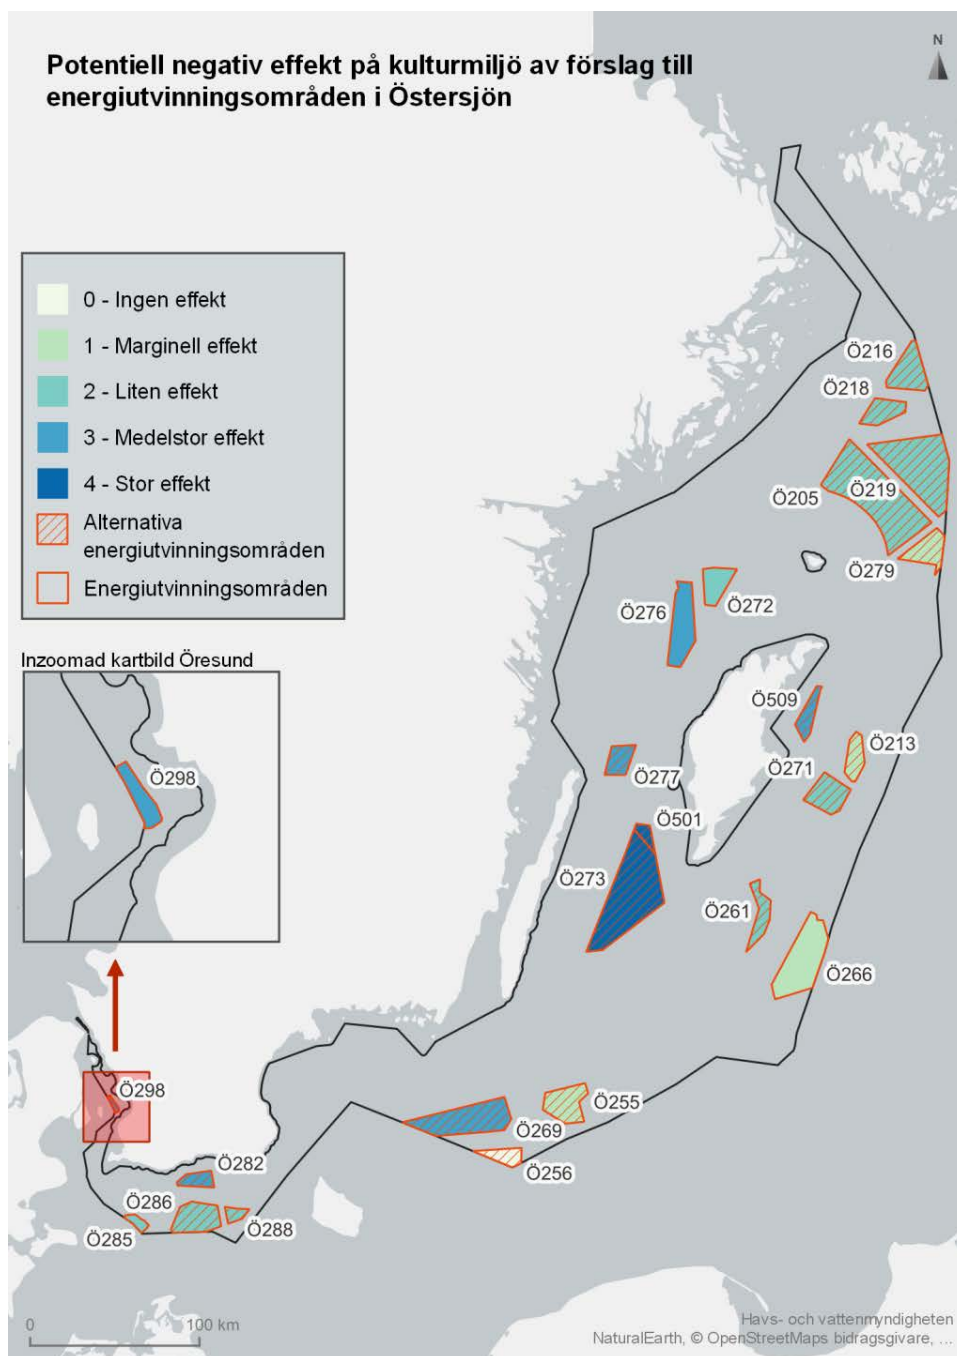 Potentiell negativ effekt på kulturmiljö av förslag till
energiutvinningsområden i Östersjön
N
0 - Ingen effekt
1 - Marginell effekt
2 - Liten effekt
3 - Medelstor effekt
4 - Stor effekt
Alternativa
energiutvinningsområden
Energiutvinningsområden
Ö216
Ö218
Ö219
Ö205
Ö279
Ö272
Ö276
Ö509
Ö213
Ö271
Ö277
Ö501
Ö273
Ö261
Ö266
Inzoomad kartbild Öresund
Ö298
Ö298
Ö255
Ö269
Ö256
Ö282
Ö286
Ö288
Ö285
0 100 km
Havs- och vattenmyndigheten
NaturalEarth, © OpenStreetMaps bidragsgivare, ...